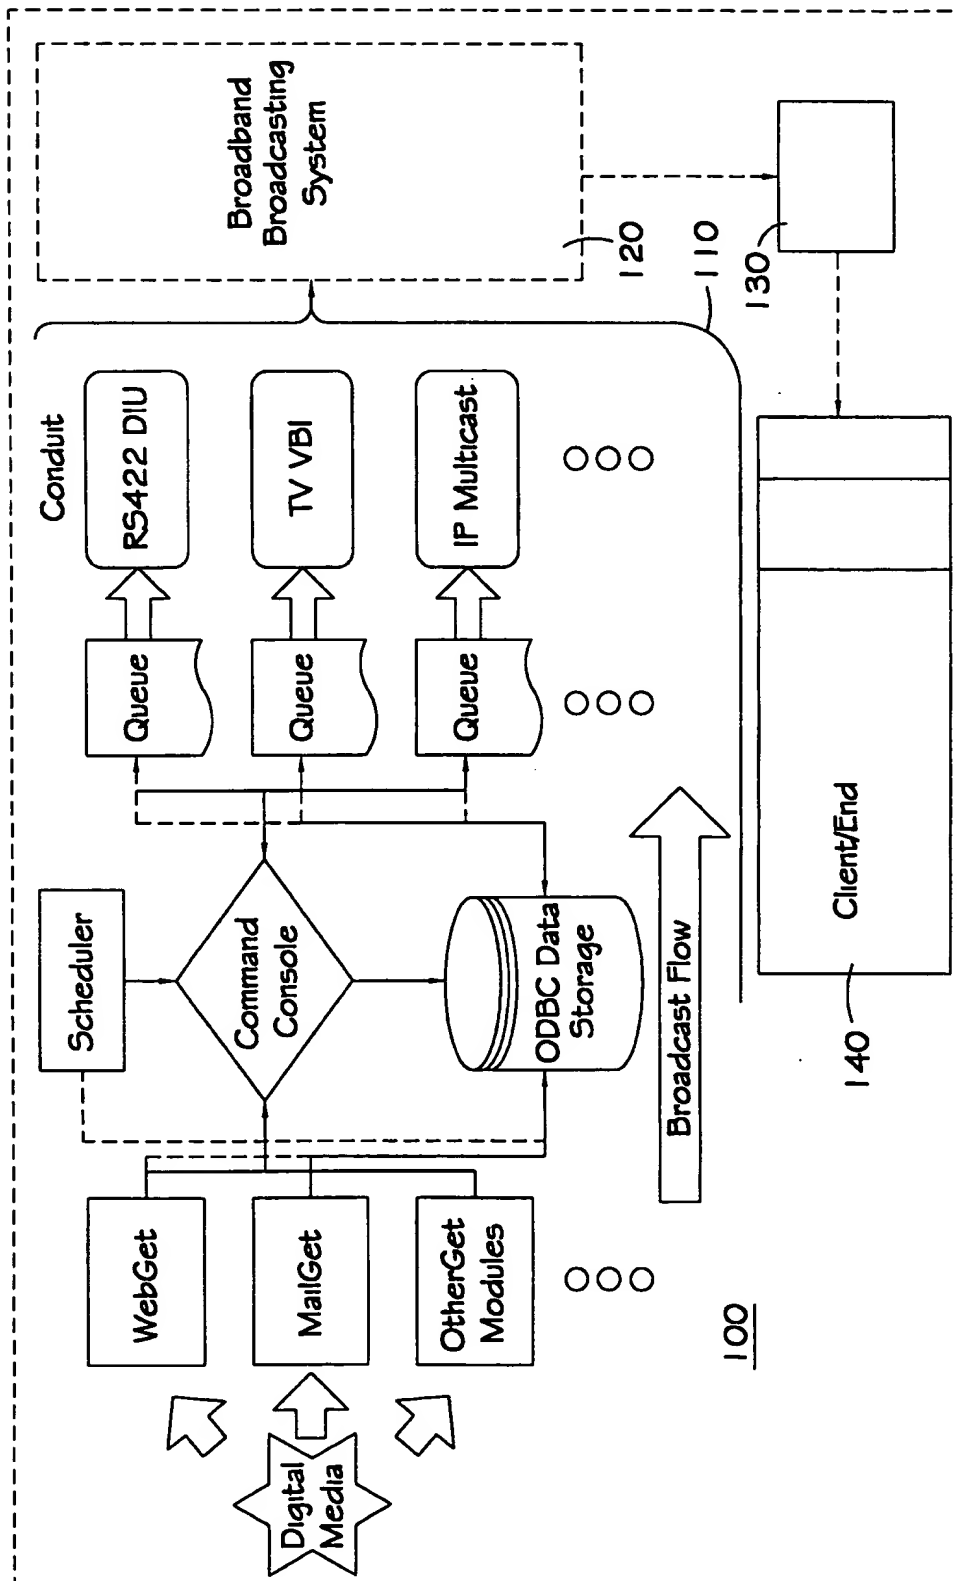 Digital
Media
WebGet
MailGet
OtherGet
Modules
100
Scheduler
Command
Console
ODBC Data
Storage
Broadcast Flow
Queue
Queue
Queue
Conduit
RS422 DIU
TV VBI
IP Multicast
110
Broadband
Broadcasting
System
120
130
Client/End
140